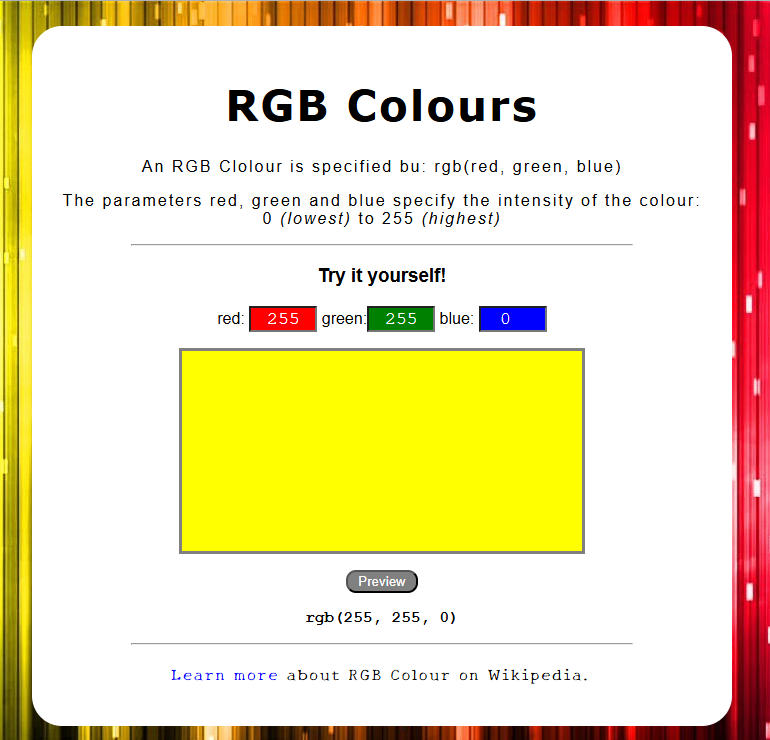 RGB Colours
An RGB Clolour is specified bu: rgb(red, green, blue)
The parameters red, green and blue specify the intensity of the colour:
0 (lowest) to 255 (highest)
Try it yourself!
red: 255 green: 255 blue: 0
Preview
rgb(255, 255, 0)
Learn more about RGB Colour on Wikipedia.